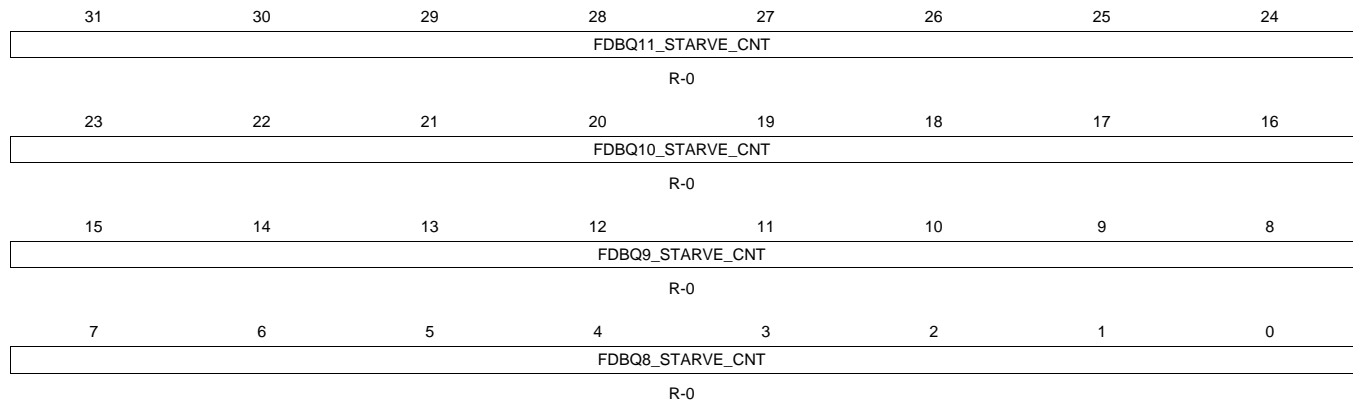 31 30 29 28 27 26 25 24
FDBQ11_STARVE_CNT
R-0
23 22 21 20 19 18 17 16
FDBQ10_STARVE_CNT
R-0
15 14 13 12 11 10 9 8
FDBQ9_STARVE_CNT
R-0
7 6 5 4 3 2 1 0
FDBQ8_STARVE_CNT
R-0